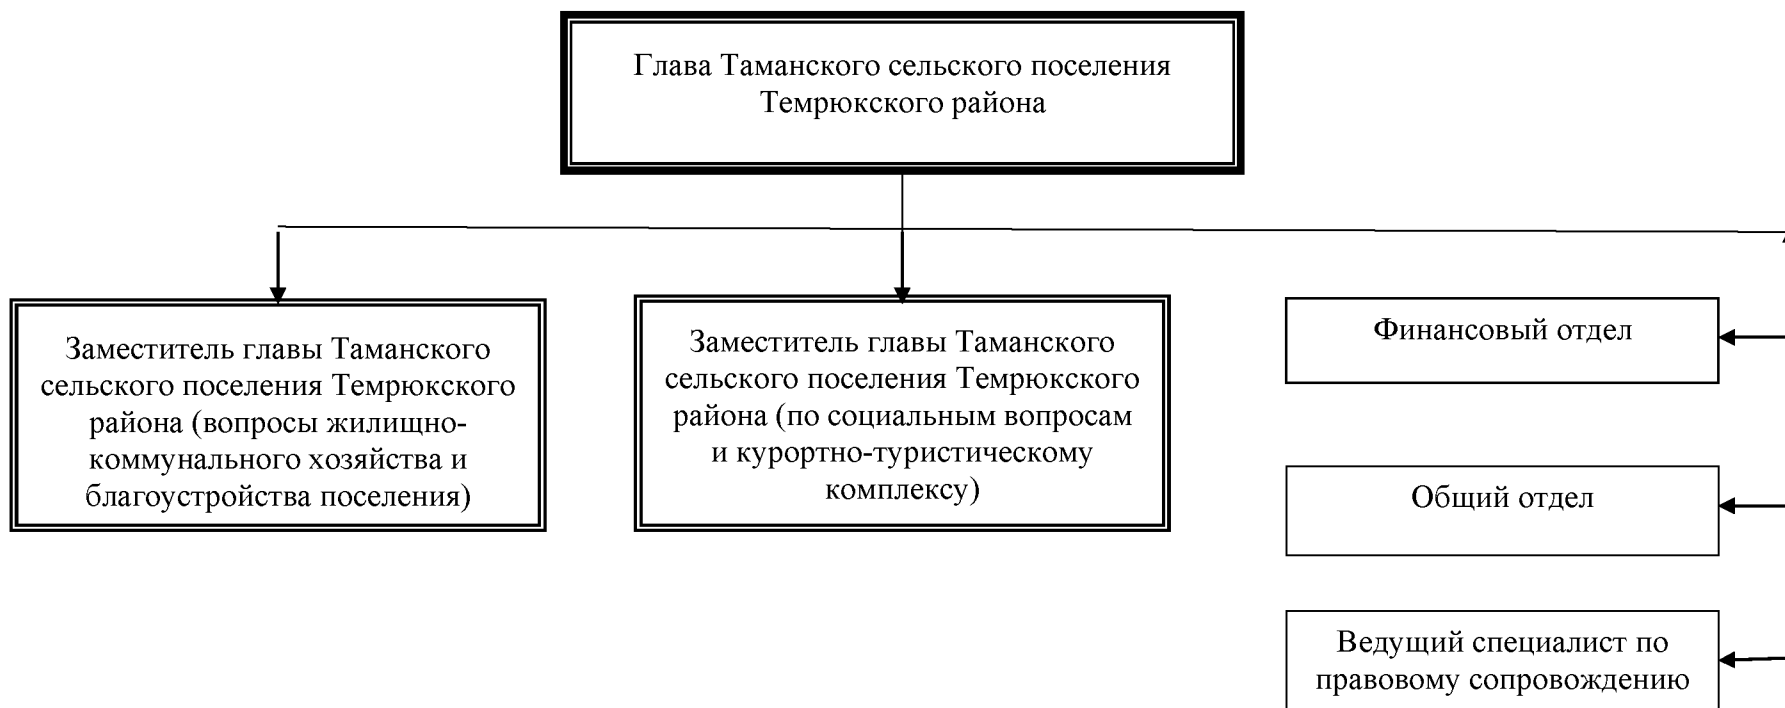 Глава Таманского сельского поселения
Темрюкского района
Заместитель главы Таманского
сельского поселения Темрюкского
района (вопросы жилищно-
коммунального хозяйства и
благоустройства поселения)
Заместитель главы Таманского
сельского поселения Темрюкского
района (по социальным вопросам
и курортно-туристическому
комплексу)
Финансовый отдел
Общий отдел
Ведущий специалист по
правовому сопровождению